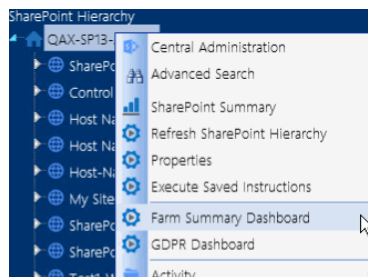 SharePoint Hierarchy
QAX-SP13-
Central Administration
SharePo
Advanced Search
Control
SharePoint Summary
Host Na
Refresh SharePoint Hierarchy
Host Na
Properties
Host-Na
Execute Saved Instructions
My Site
Farm Summary Dashboard
SharePo
GDPR Dashboard
SharePo
Activity